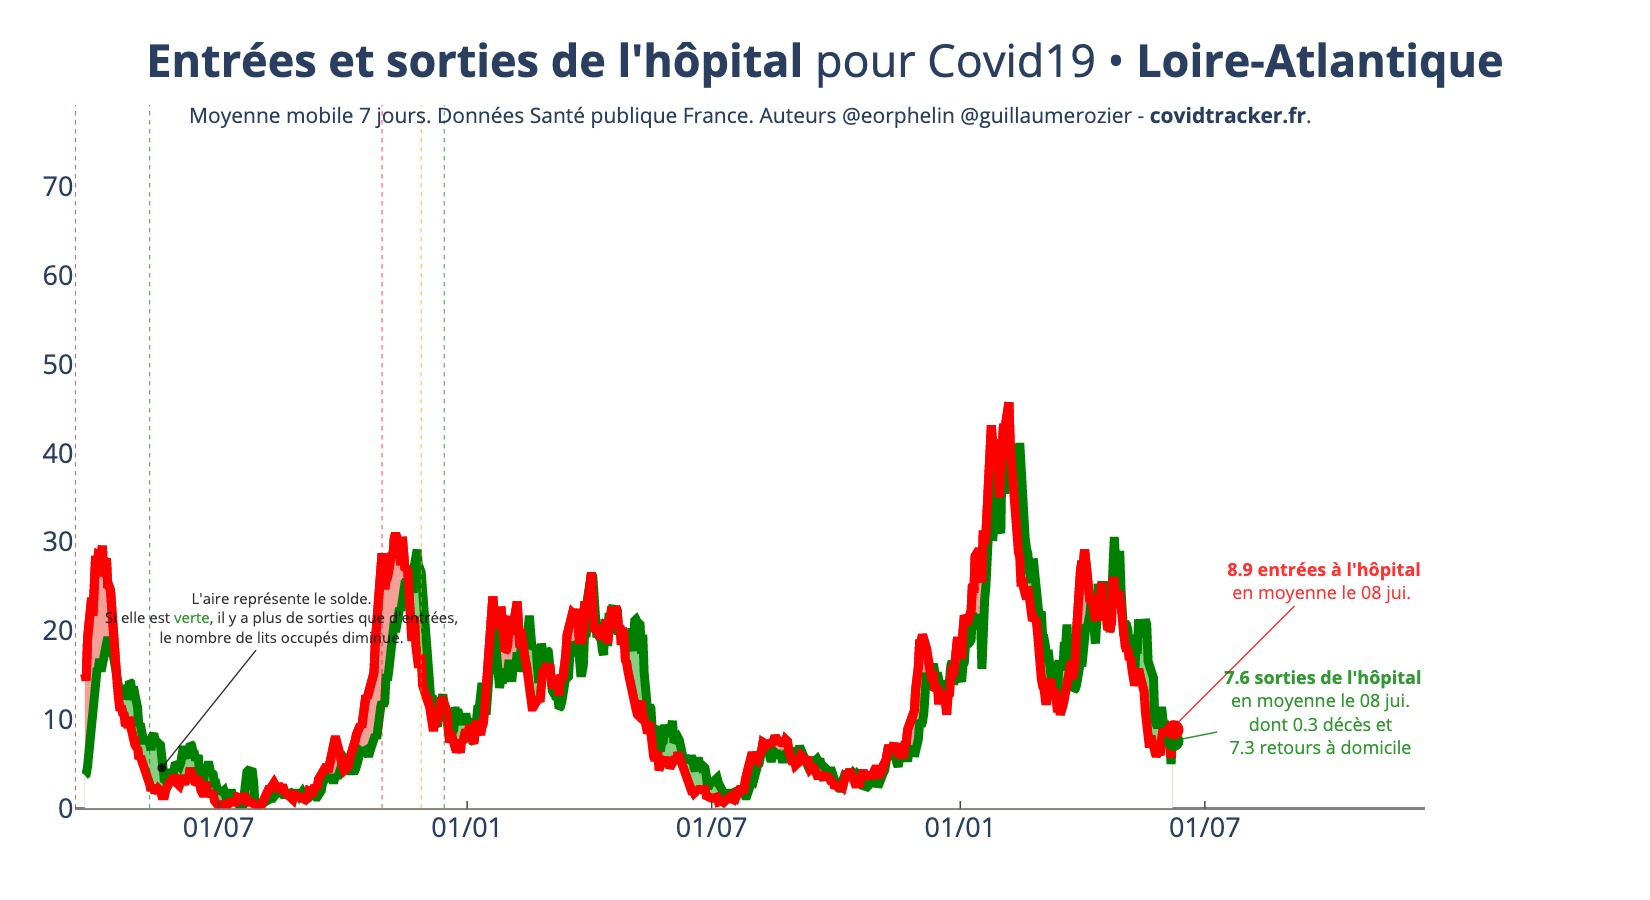 Entrées et sorties de l'hôpital pour Covid19 • Loire-Atlantique
Moyenne mobile 7 jours. Données Santé publique France. Auteurs @eorphelin @guillaumerozier - covidtracker.fr.
70
60
50
40
30
20
10
0
L'aire représente le solde.
Si elle est verte, il y a plus de sorties que d'entrées,
le nombre de lits occupés diminue.
8.9 entrées à l'hôpital
en moyenne le 08 jui.
7.6 sorties de l'hôpital
en moyenne le 08 jui.
dont 0.3 décès et
7.3 retours à domicile
01/07
01/01
01/07
01/01
01/07